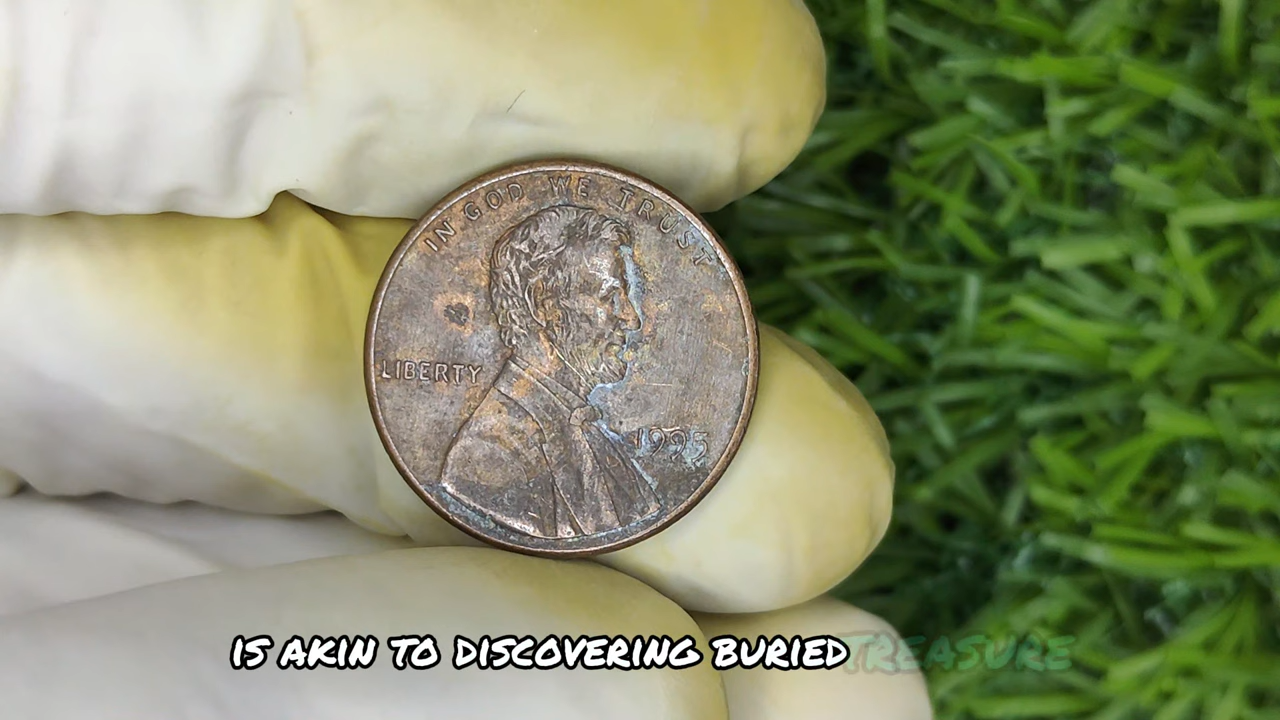 IN GOD WE TRUST
LIBERTY
1995
IS AKIN TO DISCOVERING BURIED TREASURE